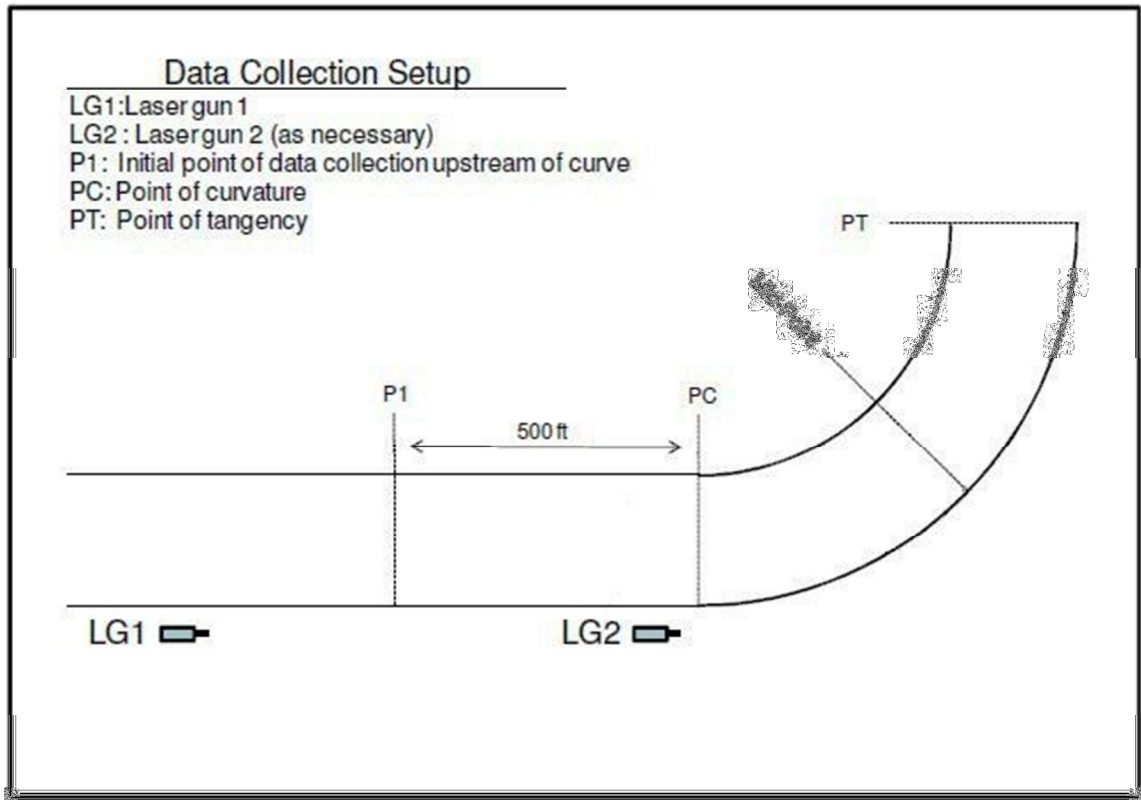 Data Collection Setup
LG1:Laser gun 1
LG2 : Laser gun 2 (as necessary)
P1: Initial point of data collection upstream of curve
PC: Point of curvature
PT: Point of tangency
PT
P1
PC
500 ft
LG1
LG2